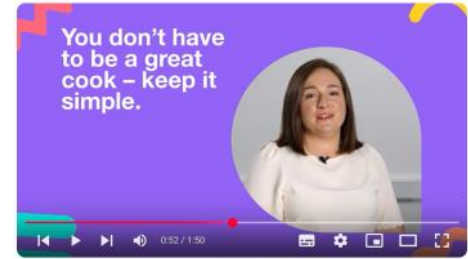 You don't have
to be a great
cook – keep it
simple.
0:52 / 1:50